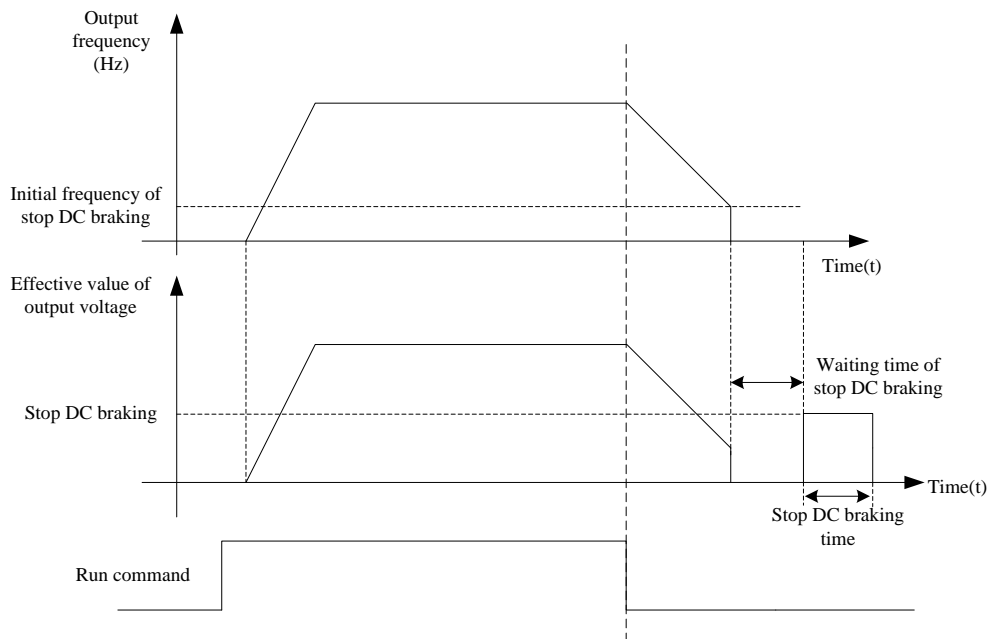 Output
frequency
(Hz)
Initial frequency of
stop DC braking
Time(t)
Effective value of
output voltage
Waiting time of
stop DC braking
Stop DC braking
Time(t)
Stop DC braking
time
Run command